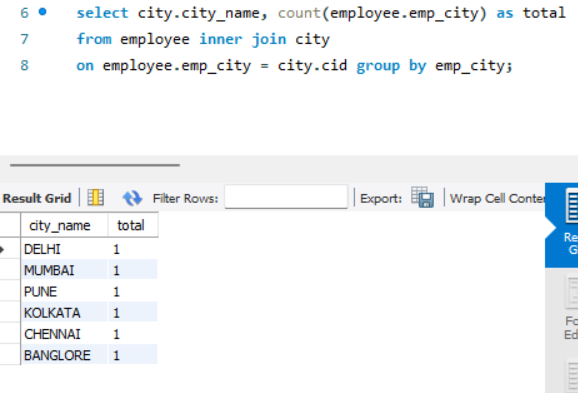 6 select city.city_name, count(employee.emp_city) as total
7 from employee inner join city
8 on employee.emp_city = city.cid group by emp_city;
Result Grid Filter Rows: Export: Wrap Cell Conte
city_name total
DELHI 1
MUMBAI 1
PUNE 1
KOLKATA 1
CHENNAI 1
BANGLORE 1
Re
G
Fo
Ed